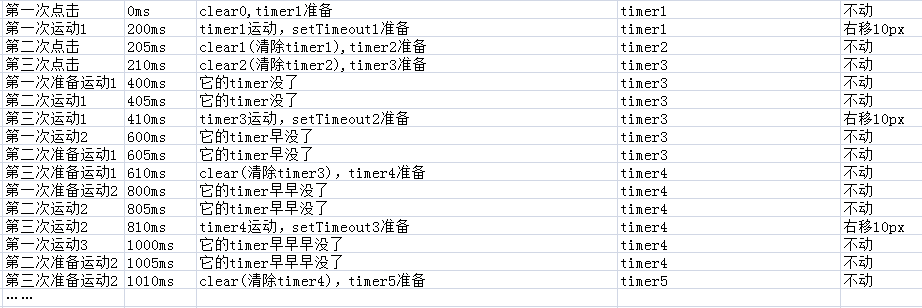 第一次点击 0ms clear0,timer1准备 timer1 不动
第一次运动1 200ms timer1运动，setTimeout1准备 timer1 右移10px
第二次点击 205ms clear1(清除timer1),timer2准备 timer2 不动
第三次点击 210ms clear2(清除timer2),timer3准备 timer3 不动
第一次准备运动1 400ms 它的timer没了 timer3 不动
第二次运动1 405ms 它的timer没了 timer3 不动
第三次运动1 410ms timer3运动，setTimeout2准备 timer3 右移10px
第一次运动2 600ms 它的timer早没了 timer3 不动
第二次准备运动1 605ms 它的timer早没了 timer3 不动
第三次准备运动1 610ms clear(清除timer3)，timer4准备 timer4 不动
第一次准备运动2 800ms 它的timer早早没了 timer4 不动
第二次运动2 805ms 它的timer早早没了 timer4 不动
第三次运动2 810ms timer4运动，setTimeout3准备 timer4 右移10px
第一次运动3 1000ms 它的timer早早早没了 timer4 不动
第二次准备运动2 1005ms 它的timer早早早没了 timer4 不动
第三次准备运动2 1010ms clear(清除timer4)，timer5准备 timer5 不动
……